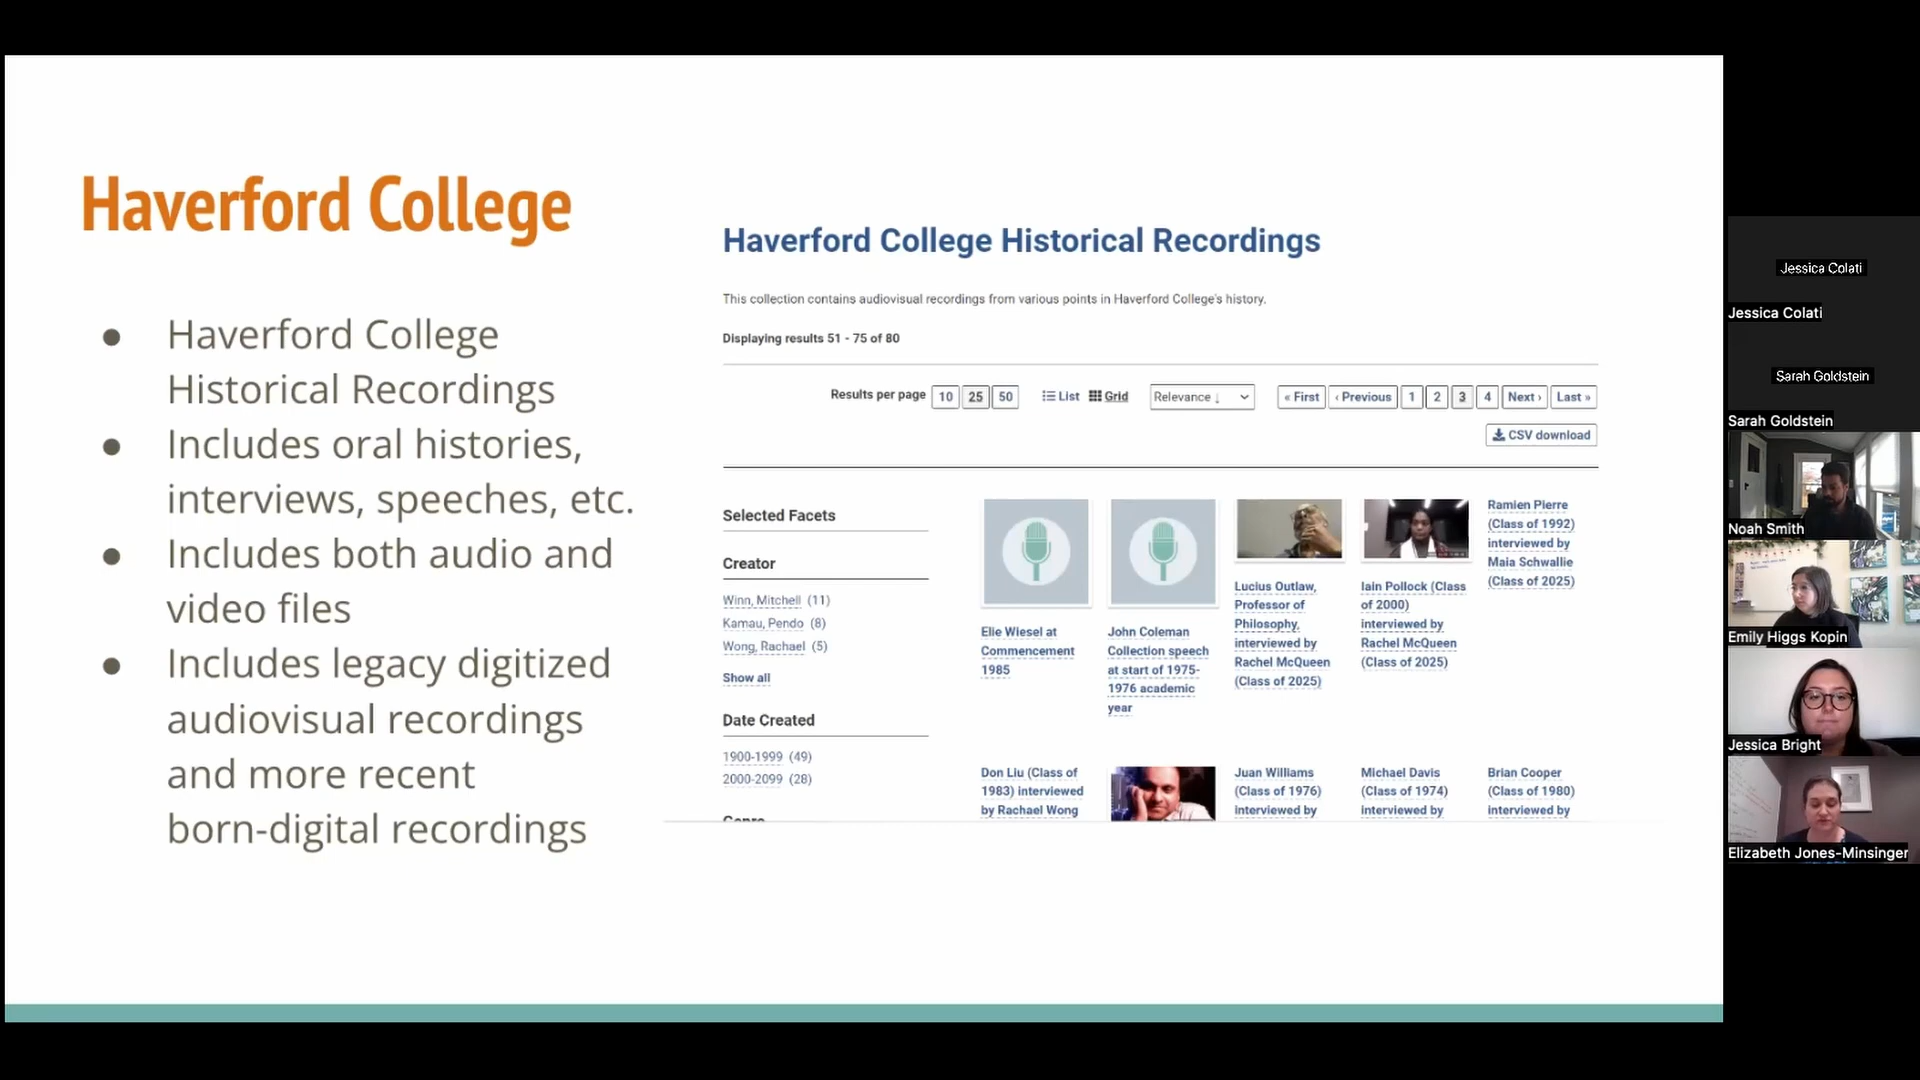 Haverford College
● Haverford College
Historical Recordings
● Includes oral histories,
interviews, speeches, etc.
● Includes both audio and
video files
● Includes legacy digitized
audiovisual recordings
and more recent
born-digital recordings
Haverford College Historical Recordings
This collection contains audiovisual recordings from various points in Haverford College's history.
Displaying results 51 - 75 of 80
Results per page 10 25 50 List Grid Relevance ↓ « First ‹ Previous 1 2 3 4 Next › Last »
CSV download
Selected Facets
Creator
Winn, Mitchell (11)
Kamau, Pendo (8)
Wong, Rachael (5)
Show all
Date Created
1900-1999 (49)
2000-2099 (28)
Genre
Elie Wiesel at
Commencement
1985
John Coleman
Collection speech
at start of 1975-
1976 academic
year
Lucius Outlaw,
Professor of
Philosophy,
interviewed by
Rachel McQueen
(Class of 2025)
Iain Pollock (Class
of 2000)
interviewed by
Rachel McQueen
(Class of 2025)
Ramien Pierre
(Class of 1992)
interviewed by
Maia Schwallie
(Class of 2025)
Don Liu (Class of
1983) interviewed
by Rachael Wong
Juan Williams
(Class of 1976)
interviewed by
Michael Davis
(Class of 1974)
interviewed by
Brian Cooper
(Class of 1980)
interviewed by
Jessica Colati
Jessica Colati
Sarah Goldstein
Sarah Goldstein
Noah Smith
Emily Higgs Kopin
Jessica Bright
Elizabeth Jones-Minsinger